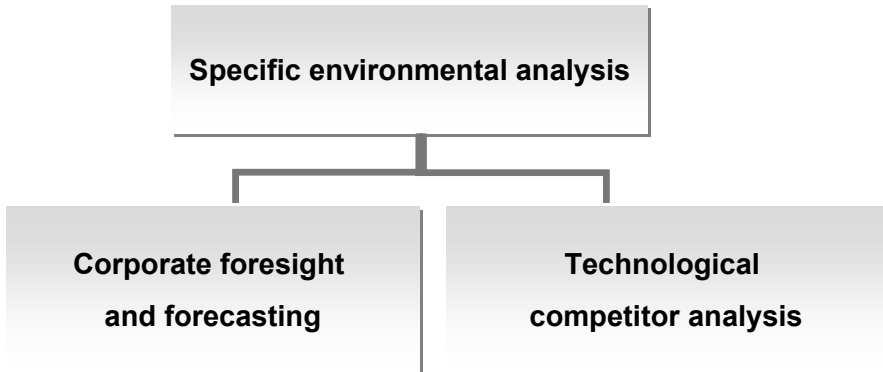 Specific environmental analysis
Corporate foresight
and forecasting
Technological
competitor analysis